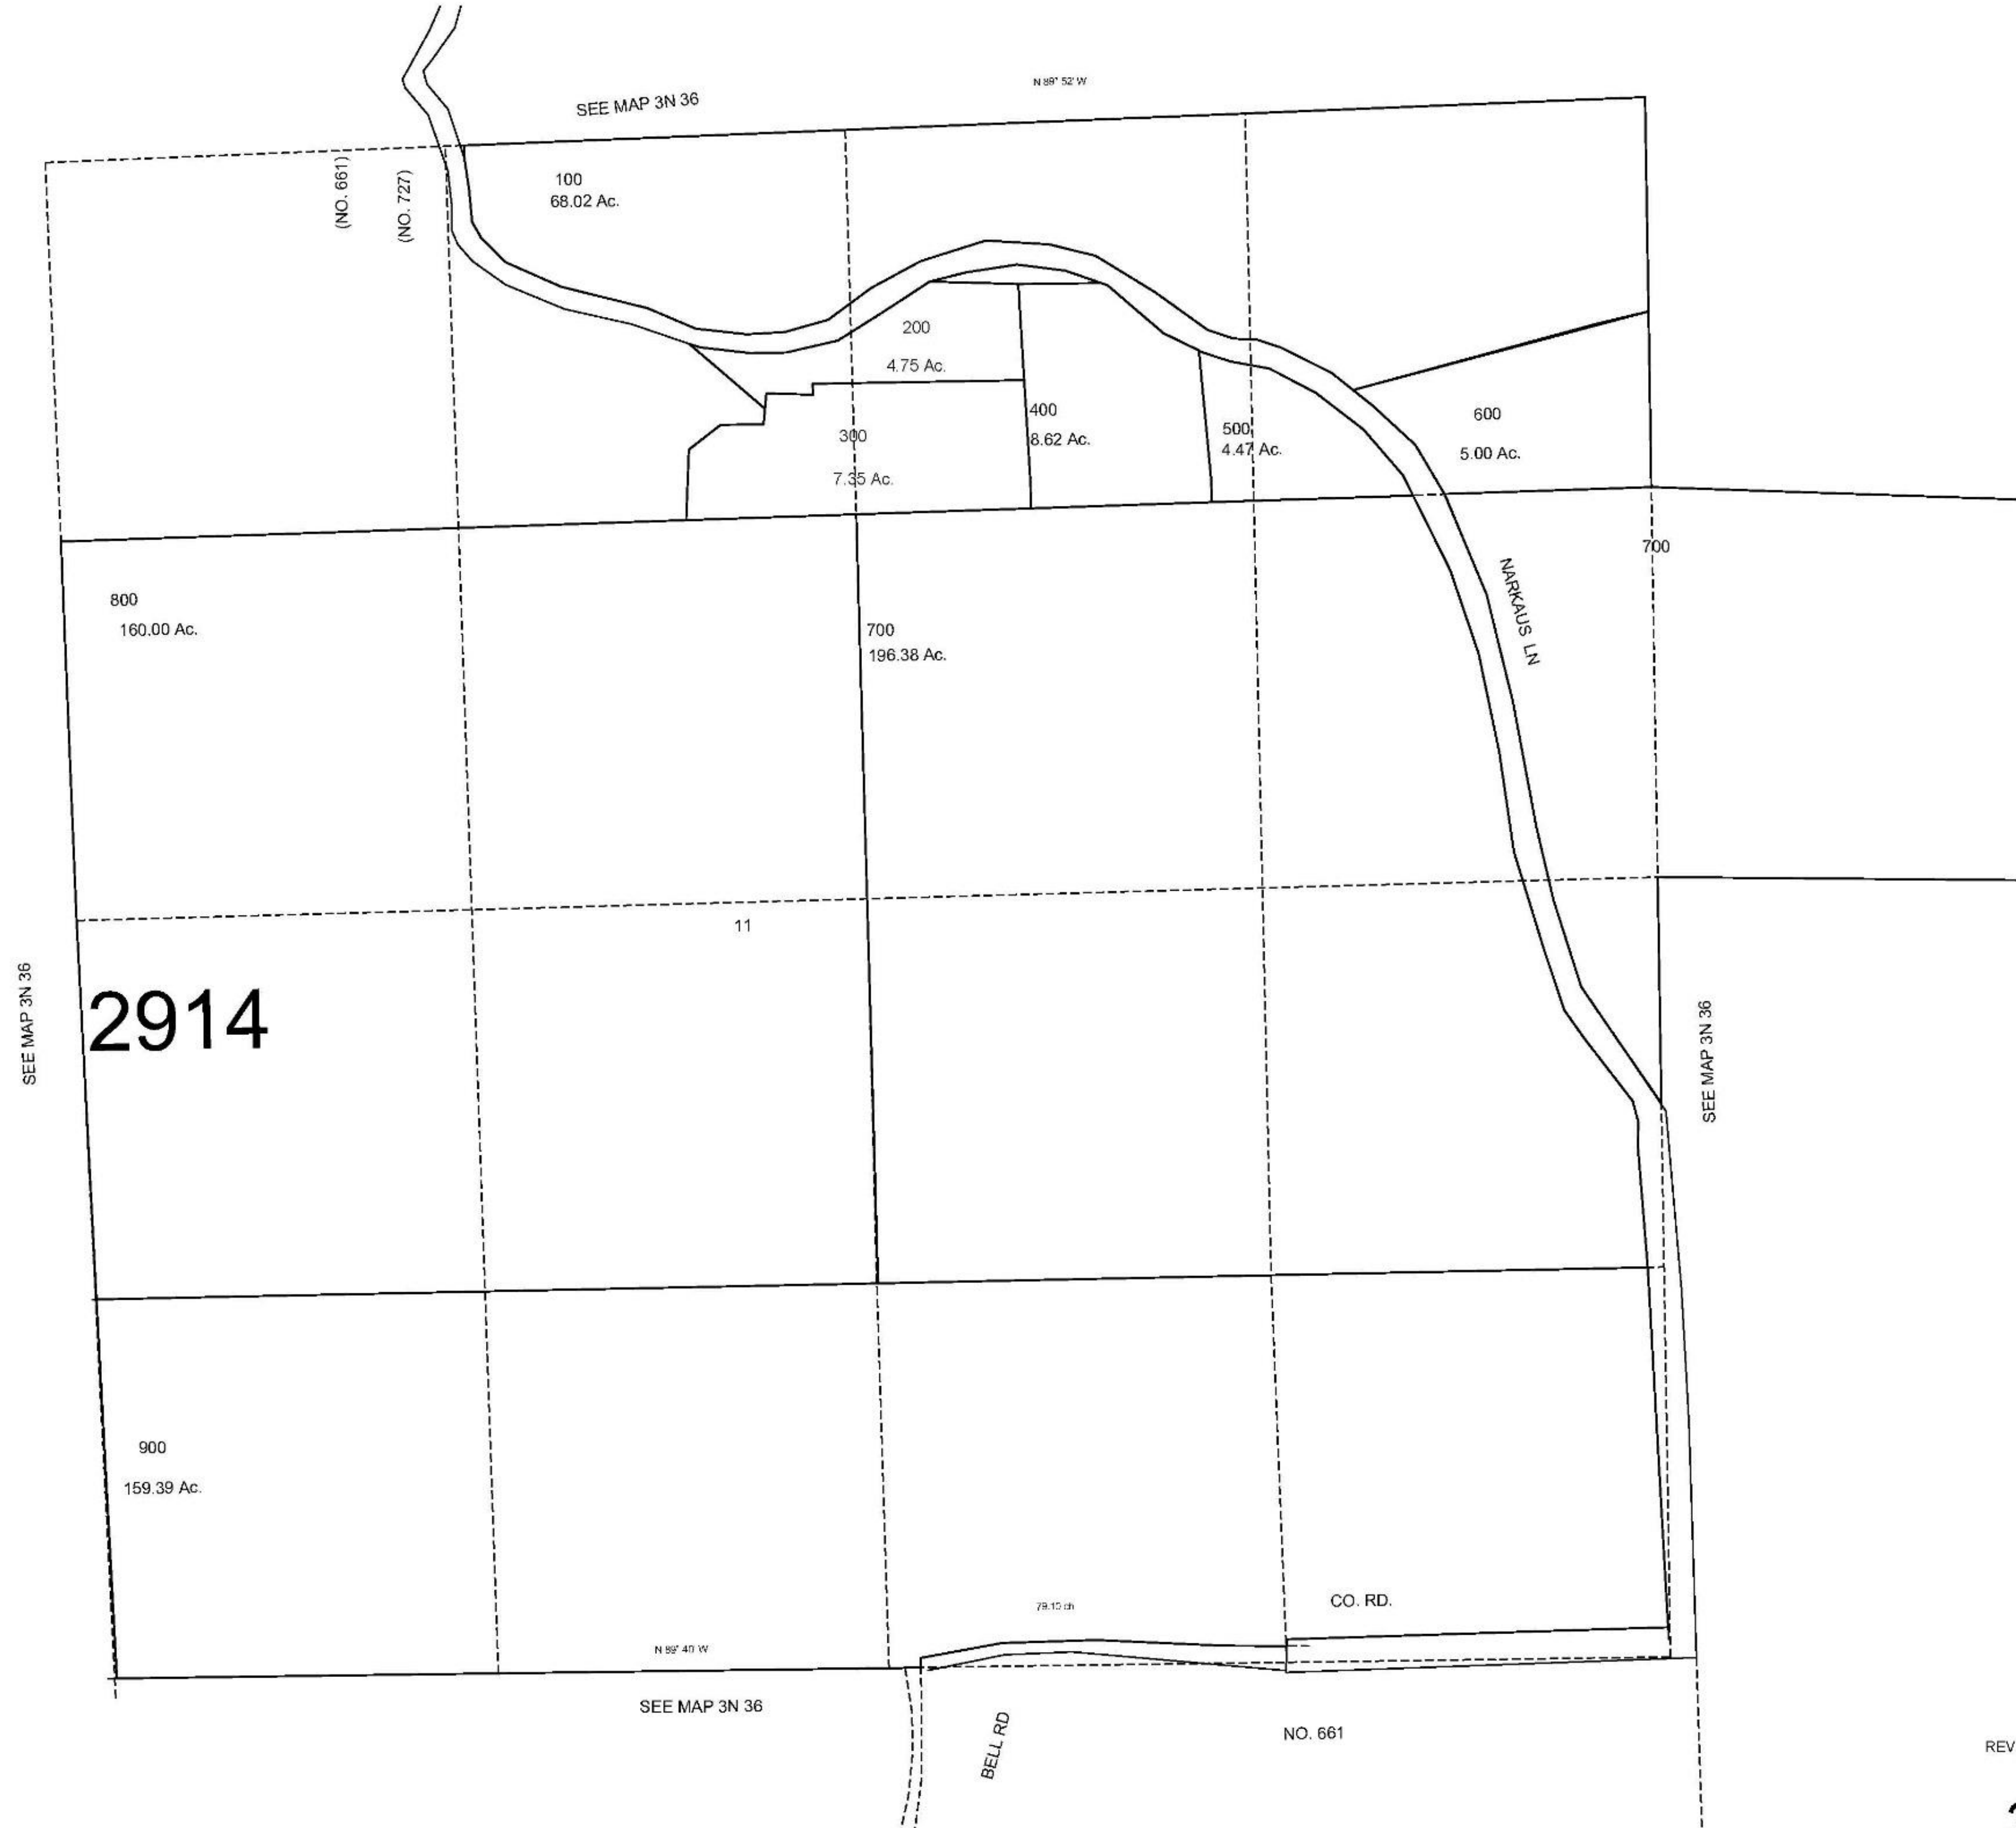 N 89° 52' W
SEE MAP 3N 36
(NO. 661)
(NO. 727)
100
68.02 Ac.
200
4.75 Ac.
400
8.62 Ac.
300
7.35 Ac.
500
4.47 Ac.
600
5.00 Ac.
700
NARKAUS LN
800
160.00 Ac.
700
196.38 Ac.
11
SEE MAP 3N 36
2914
SEE MAP 3N 36
900
159.39 Ac.
CO. RD.
79.10 ch
N 89° 40' W
SEE MAP 3N 36
BELL RD
NO. 661
REV